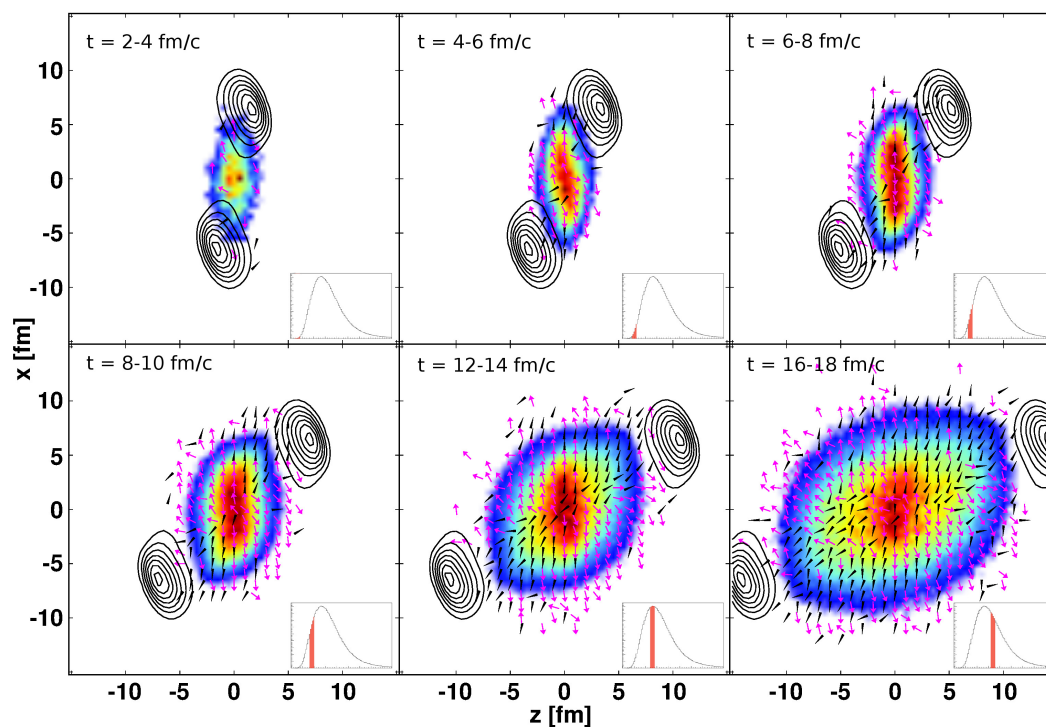 t = 2-4 fm/c
t = 4-6 fm/c
t = 6-8 fm/c
10
5
0
-5
-10
x [fm]
t = 8-10 fm/c
t = 12-14 fm/c
t = 16-18 fm/c
10
5
0
-5
-10
-10 -5 0 5 10
-10 -5 0 5 10
-10 -5 0 5 10
z [fm]